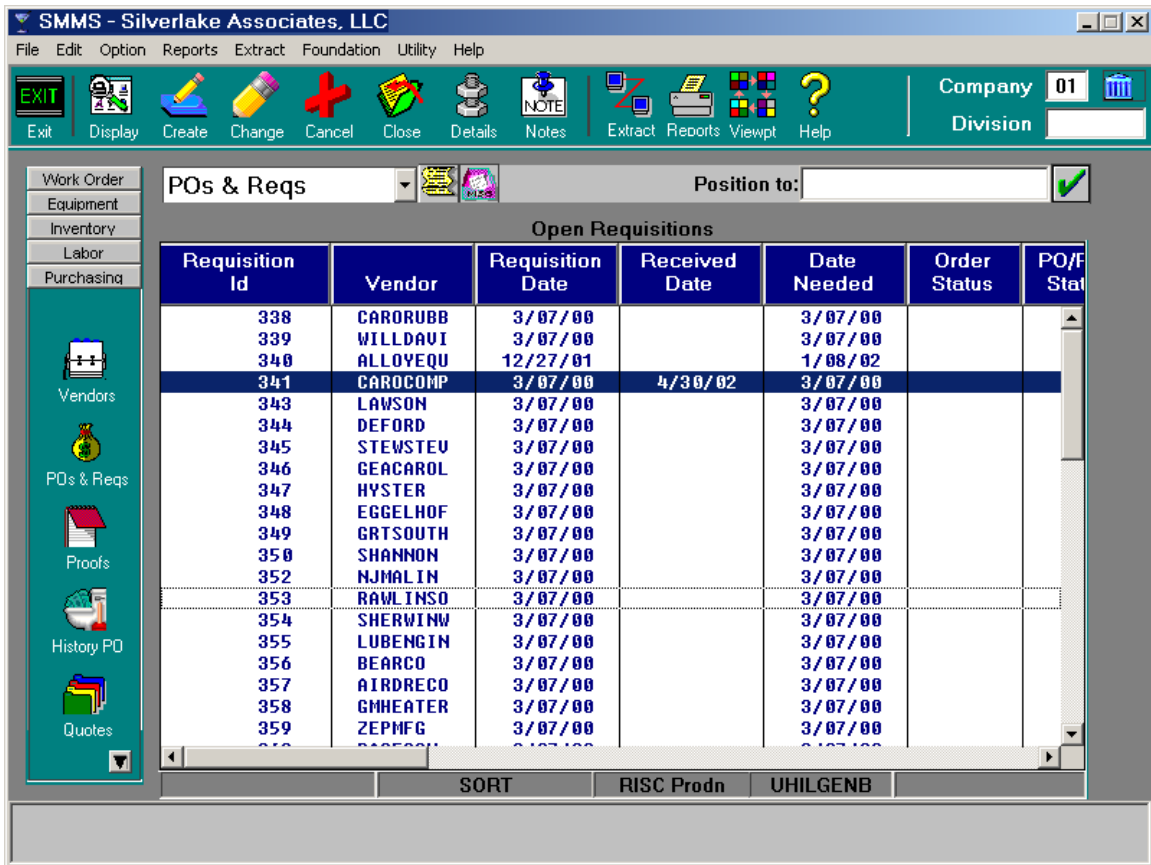 SMMS - Silverlake Associates, LLC
File Edit Option Reports Extract Foundation Utility Help
EXIT NOTE Company 01
Exit Display Create Change Cancel Close Details Notes Extract Reports Viewpt Help Division
Work Order
Equipment
Inventory
Labor
Purchasing
Vendors
POs & Reqs
Proofs
History PO
Quotes
POs & Reqs MSG Position to:
Open Requisitions
Requisition Id Vendor Requisition Date Received Date Date Needed Order Status PO/ Stat
338 CARORUBB 3/07/00 3/07/00
339 WILLDAVI 3/07/00 3/07/00
340 ALLOYEQU 12/27/01 1/08/02
341 CAROCOMP 3/07/00 4/30/02 3/07/00
343 LAWSON 3/07/00 3/07/00
344 DEFORD 3/07/00 3/07/00
345 STEWSTEV 3/07/00 3/07/00
346 GEACAROL 3/07/00 3/07/00
347 HYSTER 3/07/00 3/07/00
348 EGGELHOF 3/07/00 3/07/00
349 GRTSOUTH 3/07/00 3/07/00
350 SHANNON 3/07/00 3/07/00
352 NJMALIN 3/07/00 3/07/00
353 RAWLINSO 3/07/00 3/07/00
354 SHERWINW 3/07/00 3/07/00
355 LUBENGIN 3/07/00 3/07/00
356 BEARCO 3/07/00 3/07/00
357 AIRDRECO 3/07/00 3/07/00
358 GMHEATER 3/07/00 3/07/00
359 ZEPMFG 3/07/00 3/07/00
SORT RISC Prodn UHILGENB